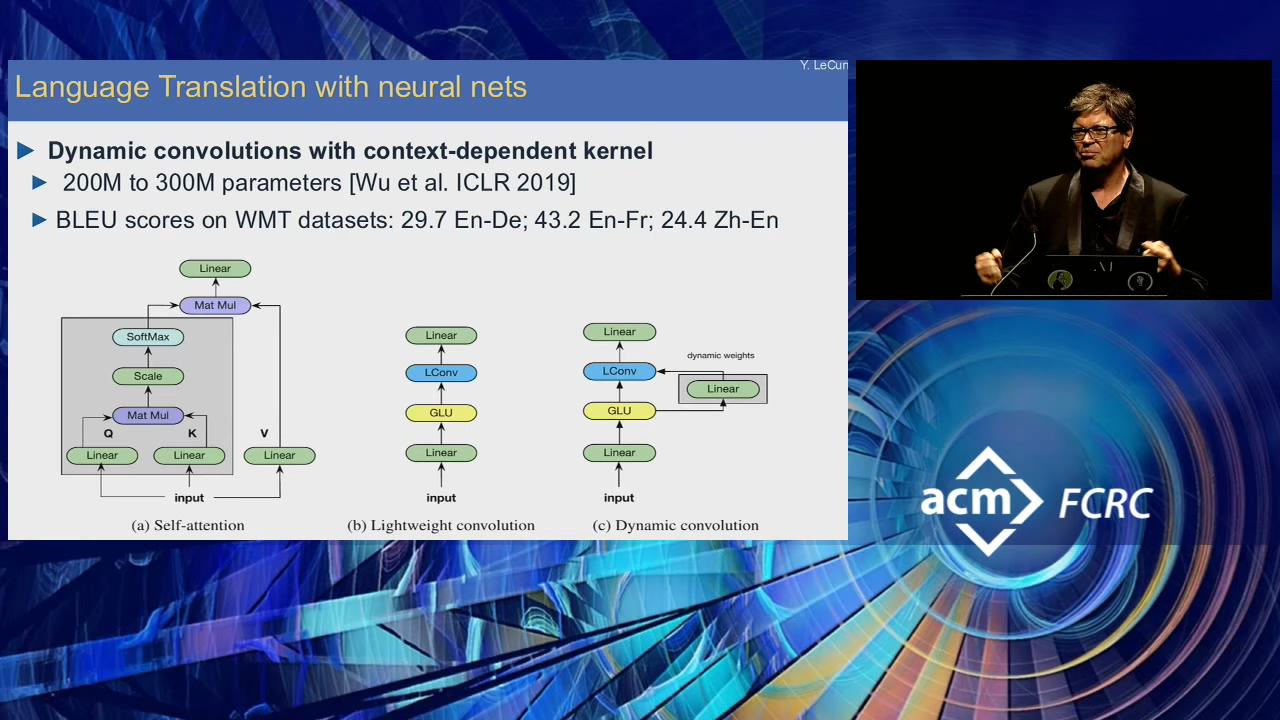 Y. LeCun
Language Translation with neural nets
Dynamic convolutions with context-dependent kernel
200M to 300M parameters [Wu et al. ICLR 2019]
BLEU scores on WMT datasets: 29.7 En-De; 43.2 En-Fr; 24.4 Zh-En
Linear
Mat Mul
SoftMax
Scale
Mat Mul
Q K V
Linear Linear Linear
input
(a) Self-attention
Linear
LConv
GLU
Linear
input
(b) Lightweight convolution
Linear
dynamic weights
LConv
Linear
GLU
Linear
input
(c) Dynamic convolution
acm FCRC